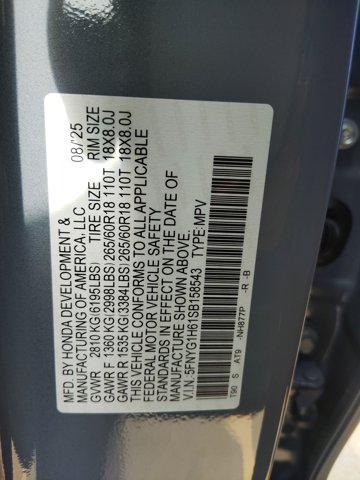 MFD. BY HONDA DEVELOPMENT & 08/25
MANUFACTURING OF AMERICA, LLC
GVWR 2810 KG(6195LBS) TIRE SIZE RIM SIZE
GAWR F 1360 KG(2998LBS)265/60R18 110T 18X8.0J
GAWR R 1535 KG(3384LBS)265/60R18 110T 18X8.0J
THIS VEHICLE CONFORMS TO ALL APPLICABLE
FEDERAL MOTOR VEHICLE SAFETY
STANDARDS IN EFFECT ON THE DATE OF
MANUFACTURE SHOWN ABOVE.
V.I.N. 5FNYG1H61SB158543 TYPE:MPV
T90 S AT9 -NH877P -R -B